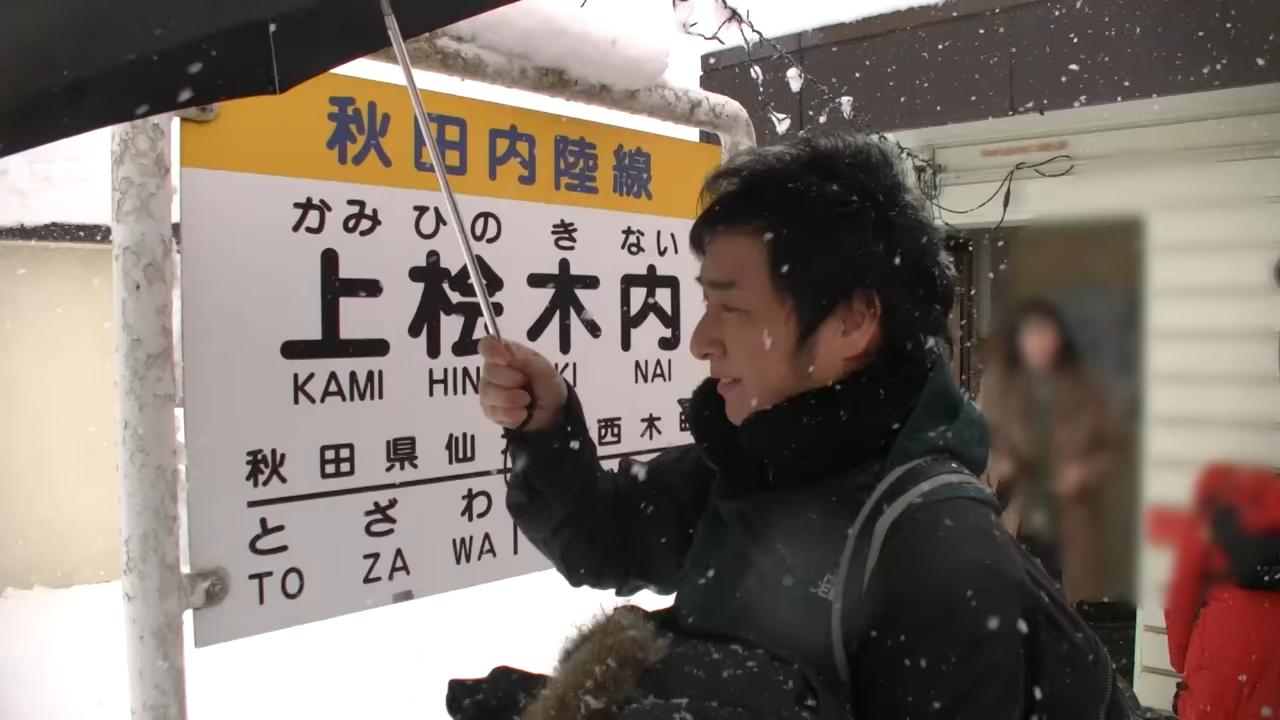 秋田内陸線
かみ ひの き ない
上桧木内
KAMI HIN KI NAI
秋田県仙 西木
と ざ わ
TO ZA WA